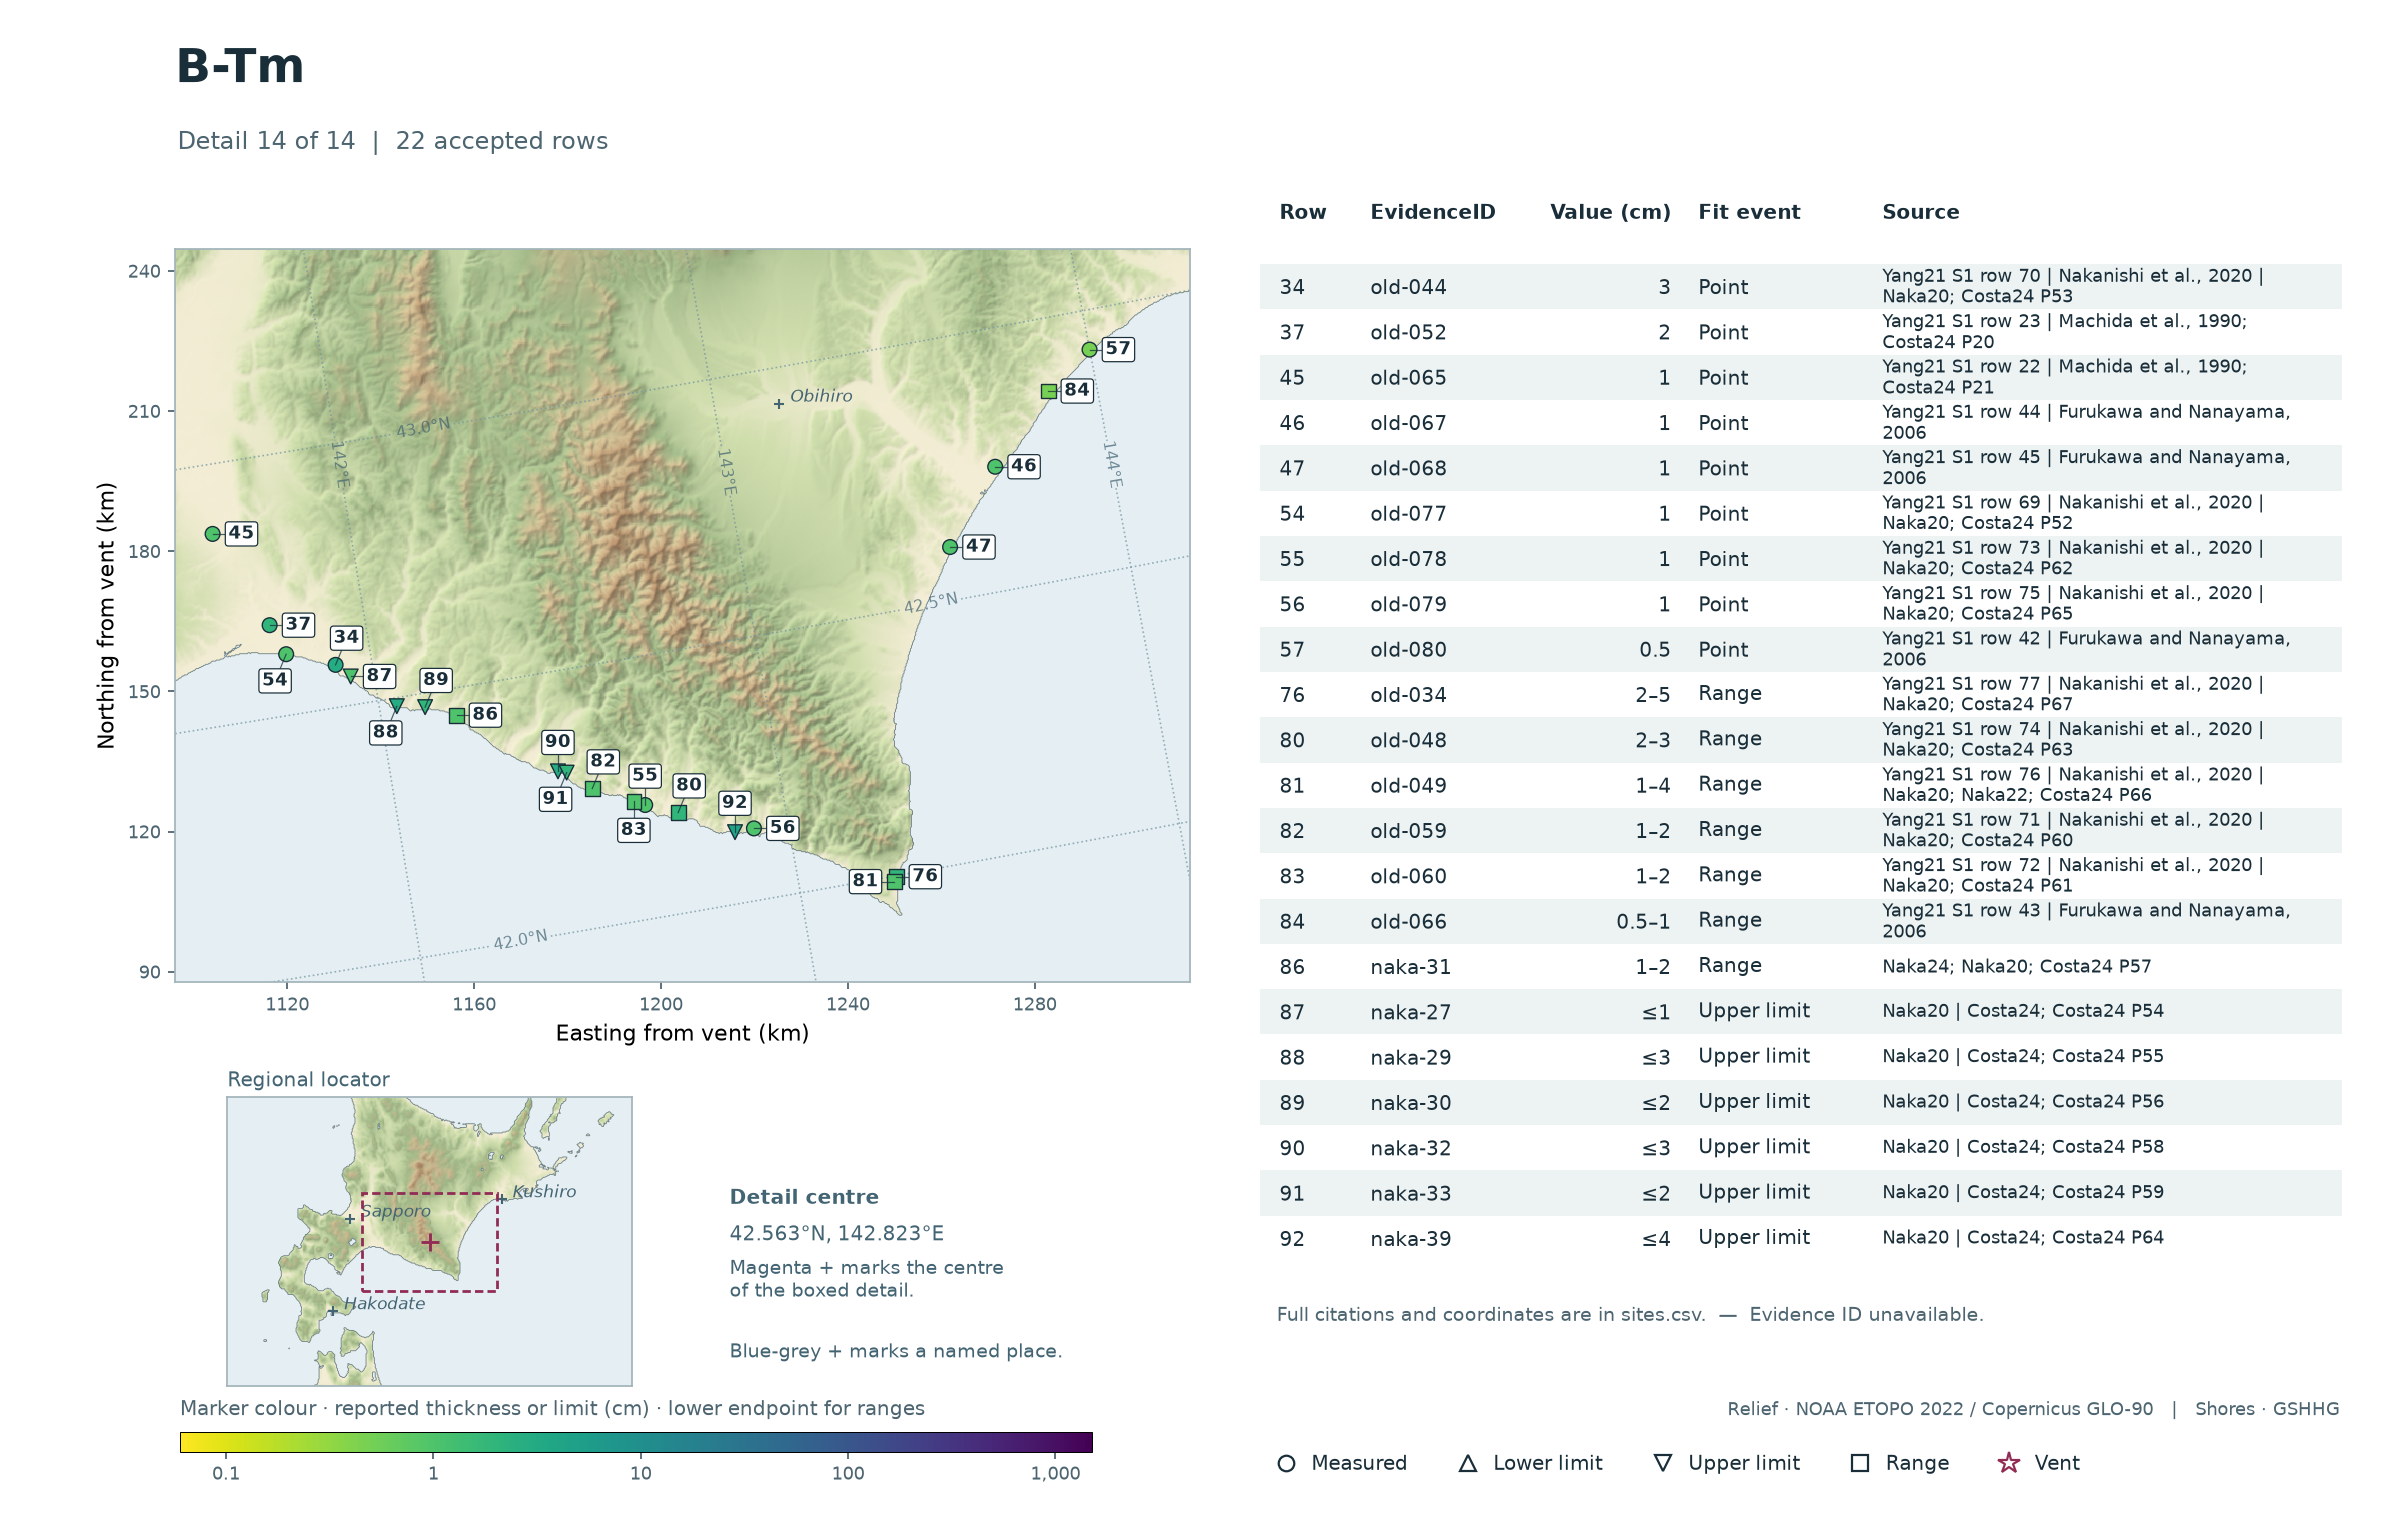 B-Tm
Detail 14 of 14 | 22 accepted rows
240
210
180
150
120
90
Northing from vent (km)
1120
1160
1200
1240
1280
Easting from vent (km)
43.0°N
42.5°N
42.0°N
142°E
143°E
144°E
Obihiro
57
84
46
47
45
37
34
54
87
89
88
86
90
82
91
55
80
83
92
56
81
76
Row EvidenceID Value (cm) Fit event Source
34 old-044 3 Point Yang21 S1 row 70 | Nakanishi et al., 2020 |
Naka20; Costa24 P53
37 old-052 2 Point Yang21 S1 row 23 | Machida et al., 1990;
Costa24 P20
45 old-065 1 Point Yang21 S1 row 22 | Machida et al., 1990;
Costa24 P21
46 old-067 1 Point Yang21 S1 row 44 | Furukawa and Nanayama,
2006
47 old-068 1 Point Yang21 S1 row 45 | Furukawa and Nanayama,
2006
54 old-077 1 Point Yang21 S1 row 69 | Nakanishi et al., 2020 |
Naka20; Costa24 P52
55 old-078 1 Point Yang21 S1 row 73 | Nakanishi et al., 2020 |
Naka20; Costa24 P62
56 old-079 1 Point Yang21 S1 row 75 | Nakanishi et al., 2020 |
Naka20; Costa24 P65
57 old-080 0.5 Point Yang21 S1 row 42 | Furukawa and Nanayama,
2006
76 old-034 2–5 Range Yang21 S1 row 77 | Nakanishi et al., 2020 |
Naka20; Costa24 P67
80 old-048 2–3 Range Yang21 S1 row 74 | Nakanishi et al., 2020 |
Naka20; Costa24 P63
81 old-049 1–4 Range Yang21 S1 row 76 | Nakanishi et al., 2020 |
Naka20; Naka22; Costa24 P66
82 old-059 1–2 Range Yang21 S1 row 71 | Nakanishi et al., 2020 |
Naka20; Costa24 P60
83 old-060 1–2 Range Yang21 S1 row 72 | Nakanishi et al., 2020 |
Naka20; Costa24 P61
84 old-066 0.5–1 Range Yang21 S1 row 43 | Furukawa and Nanayama,
2006
86 naka-31 1–2 Range Naka24; Naka20; Costa24 P57
87 naka-27 ≤1 Upper limit Naka20 | Costa24; Costa24 P54
88 naka-29 ≤3 Upper limit Naka20 | Costa24; Costa24 P55
89 naka-30 ≤2 Upper limit Naka20 | Costa24; Costa24 P56
90 naka-32 ≤3 Upper limit Naka20 | Costa24; Costa24 P58
91 naka-33 ≤2 Upper limit Naka20 | Costa24; Costa24 P59
92 naka-39 ≤4 Upper limit Naka20 | Costa24; Costa24 P64
Full citations and coordinates are in sites.csv. — Evidence ID unavailable.
Regional locator
Kushiro
Sapporo
Hakodate
Detail centre
42.563°N, 142.823°E
Magenta + marks the centre
of the boxed detail.
Blue-grey + marks a named place.
Marker colour · reported thickness or limit (cm) · lower endpoint for ranges
0.1
1
10
100
1,000
Relief · NOAA ETOPO 2022 / Copernicus GLO-90 | Shores · GSHHG
Measured
Lower limit
Upper limit
Range
Vent